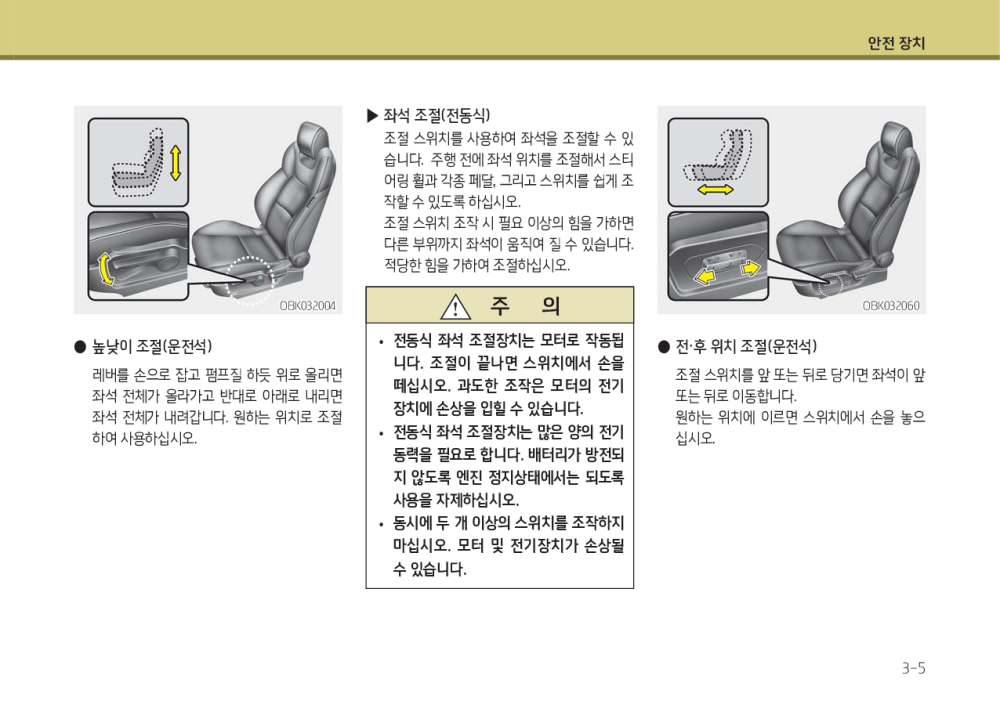 안전 장치
OBK032004
● 높낮이 조절(운전석)
레버를 손으로 잡고 펌프질 하듯 위로 올리면
좌석 전체가 올라가고 반대로 아래로 내리면
좌석 전체가 내려갑니다. 원하는 위치로 조절
하여 사용하십시오.
▶ 좌석 조절(전동식)
조절 스위치를 사용하여 좌석을 조절할 수 있
습니다. 주행 전에 좌석 위치를 조절해서 스티
어링 휠과 각종 페달, 그리고 스위치를 쉽게 조
작할 수 있도록 하십시오.
조절 스위치 조작 시 필요 이상의 힘을 가하면
다른 부위까지 좌석이 움직여 질 수 있습니다.
적당한 힘을 가하여 조절하십시오.
주 의
• 전동식 좌석 조절장치는 모터로 작동됩
니다. 조절이 끝나면 스위치에서 손을
떼십시오. 과도한 조작은 모터의 전기
장치에 손상을 입힐 수 있습니다.
• 전동식 좌석 조절장치는 많은 양의 전기
동력을 필요로 합니다. 배터리가 방전되
지 않도록 엔진 정지상태에서는 되도록
사용을 자제하십시오.
• 동시에 두 개 이상의 스위치를 조작하지
마십시오. 모터 및 전기장치가 손상될
수 있습니다.
OBK032060
● 전·후 위치 조절(운전석)
조절 스위치를 앞 또는 뒤로 당기면 좌석이 앞
또는 뒤로 이동합니다.
원하는 위치에 이르면 스위치에서 손을 놓으
십시오.
3-5